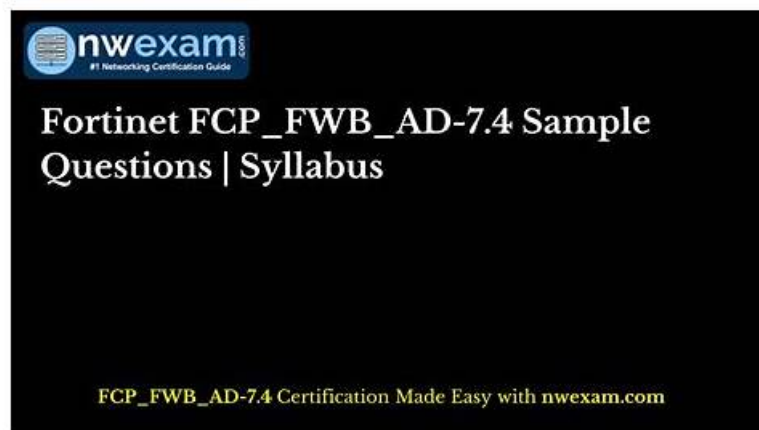 nwexam.com
#1 Networking Certification Guide
Fortinet FCP_FWB_AD-7.4 Sample
Questions | Syllabus
FCP_FWB_AD-7.4 Certification Made Easy with nwexam.com